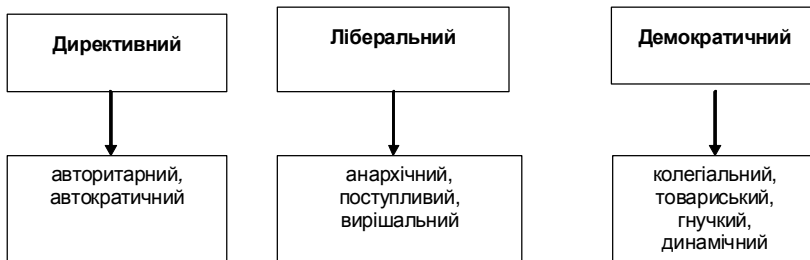 Директивний
Ліберальний
Демократичний
авторитарний,
автократичний
анархічний,
поступливий,
вирішальний
колегіальний,
товариський,
гнучкий,
динамічний